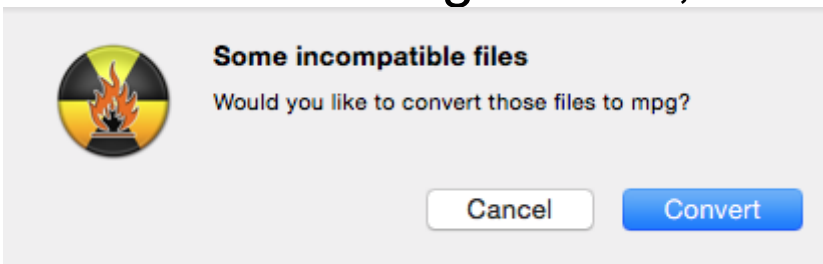 Some incompatible files
Would you like to convert those files to mpg?
Cancel
Convert